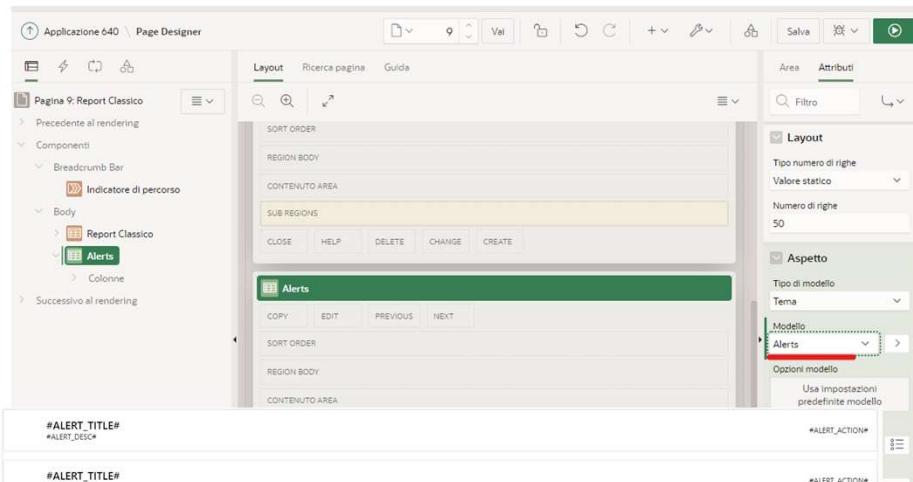 Applicazione 640 \ Page Designer
9
Vai
Salva
Pagina 9: Report Classico
Precedente al rendering
Componenti
Breadcrumb Bar
Indicatore di percorso
Body
Report Classico
Alerts
Colonne
Successivo al rendering
Layout Ricerca pagina Guida
SORT ORDER
REGION BODY
CONTENUTO AREA
SUB REGIONS
CLOSE HELP DELETE CHANGE CREATE
Alerts
COPY EDIT PREVIOUS NEXT
SORT ORDER
REGION BODY
CONTENUTO AREA
Area Attributi
Filtro
Layout
Tipo numero di righe
Valore statico
Numero di righe
50
Aspetto
Tipo di modello
Tema
Modello
Alerts
Opzioni modello
Usa impostazioni
predefinite modello
#ALERT_TITLE#
#ALERT_DESC#
#ALERT_ACTION#
#ALERT_TITLE#
#ALERT_ACTION#